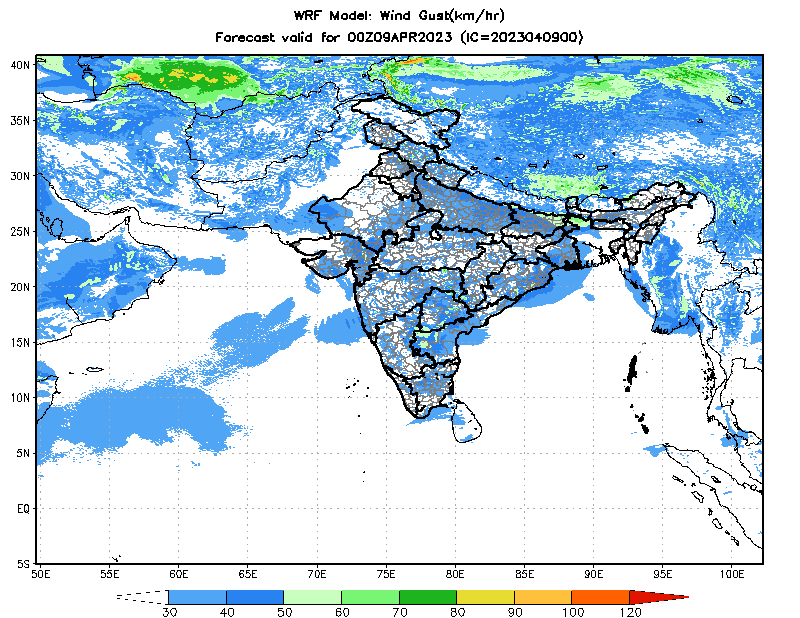 WRF Model: Wind Gust(km/hr)
Forecast valid for 00Z09APR2023 (IC=2023040900)
40N
35N
30N
25N
20N
15N
10N
5N
EQ
5S
50E 55E 60E 65E 70E 75E 80E 85E 90E 95E 100E
30 40 50 60 70 80 90 100 120